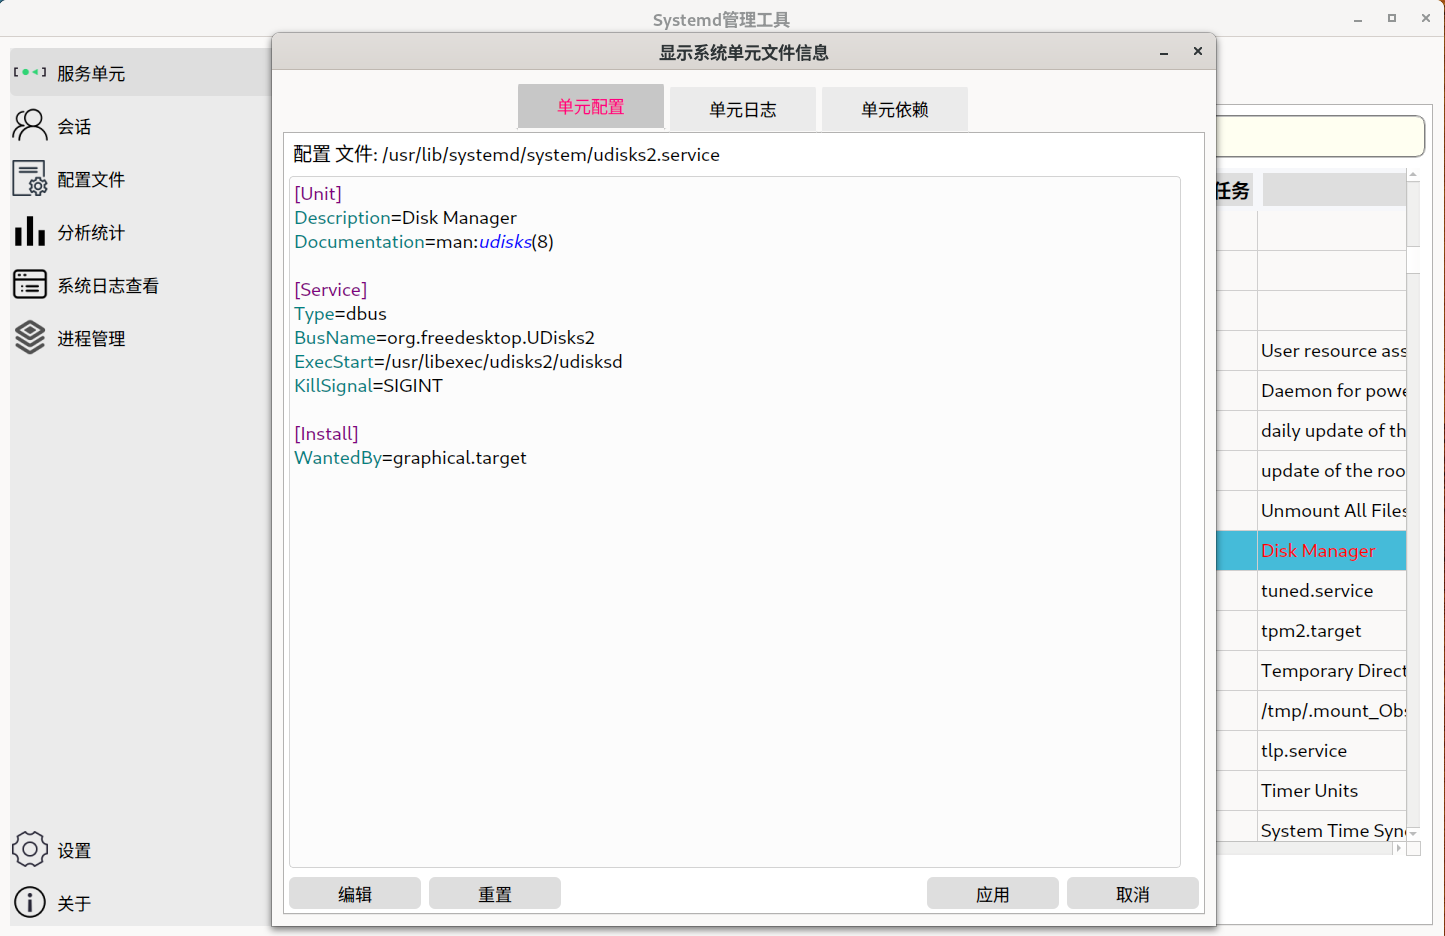 Systemd管理工具
服务单元
会话
配置文件
分析统计
系统日志查看
进程管理
设置
关于
显示系统单元文件信息
单元配置
单元日志
单元依赖
配置 文件: /usr/lib/systemd/system/udisks2.service
[Unit]
Description=Disk Manager
Documentation=man:udisks(8)
[Service]
Type=dbus
BusName=org.freedesktop.UDisks2
ExecStart=/usr/libexec/udisks2/udisksd
KillSignal=SIGINT
[Install]
WantedBy=graphical.target
编辑
重置
应用
取消
任务
User resource ass
Daemon for powe
daily update of th
update of the roo
Unmount All Files
Disk Manager
tuned.service
tpm2.target
Temporary Direct
/tmp/.mount_Obs
tlp.service
Timer Units
System Time Sync